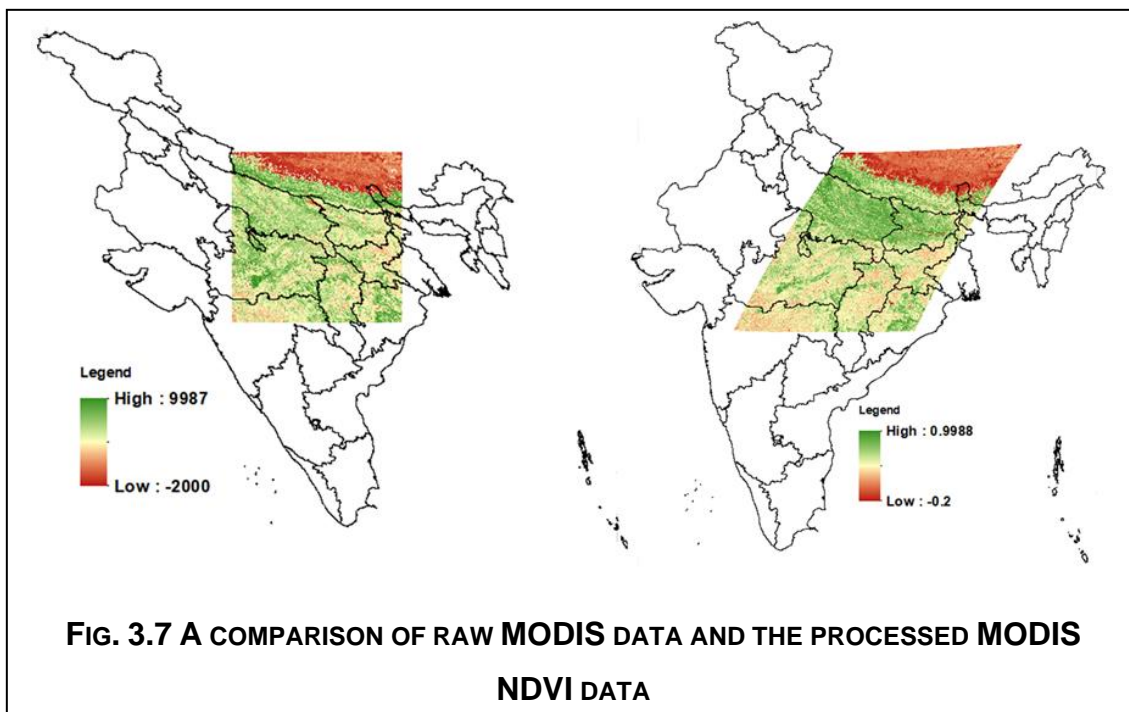 Legend
High : 9987
Low : -2000
Legend
High : 0.9988
Low : -0.2
FIG. 3.7 A COMPARISON OF RAW MODIS DATA AND THE PROCESSED MODIS
NDVI DATA